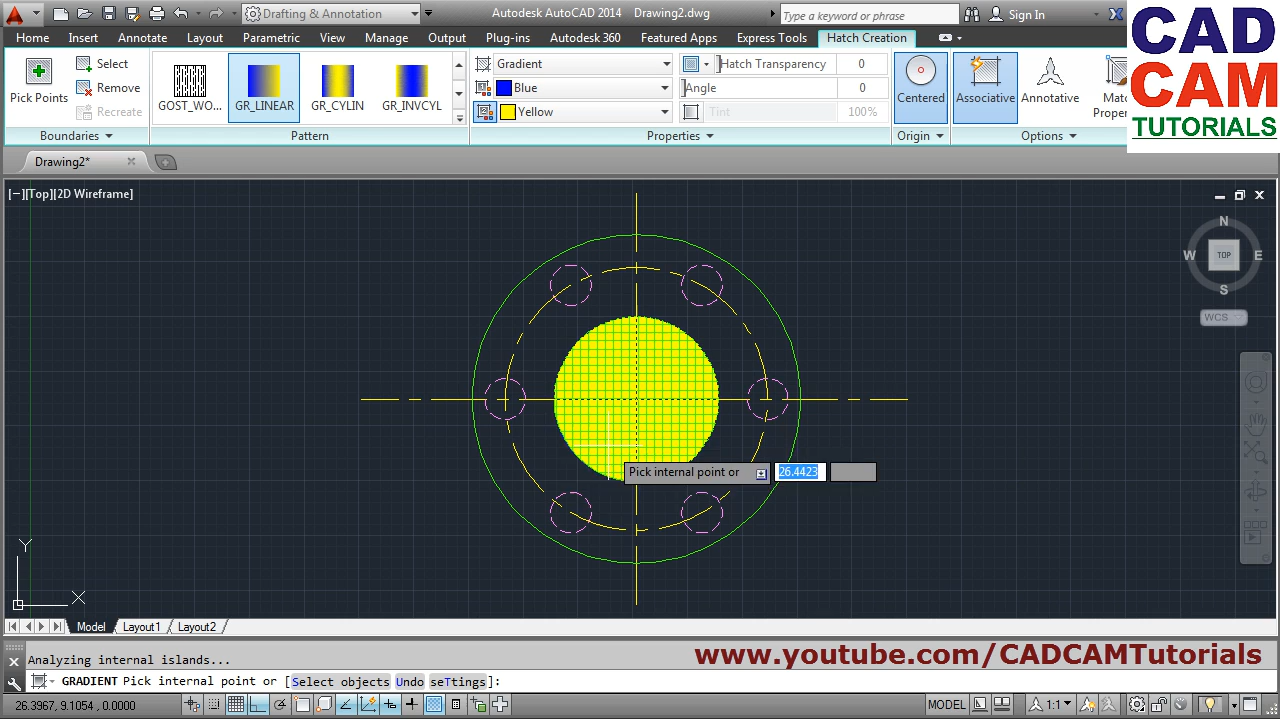 Drafting & Annotation
Autodesk AutoCAD 2014 Drawing2.dwg
Type a keyword or phrase
Sign In
Home Insert Annotate Layout Parametric View Manage Output Plug-ins Autodesk 360 Featured Apps Express Tools Hatch Creation
CAD
CAM
TUTORIALS
Pick Points
Select
Remove
Recreate
Boundaries
GOST_WO... GR_LINEAR GR_CYLIN GR_INVCYL
Pattern
Gradient
Blue
Yellow
Hatch Transparency 0
Angle 0
Tint 100%
Properties
Centered
Origin
Associative
Annotative
Options
Drawing2*
[−][Top][2D Wireframe]
N
W TOP E
S
WCS
Pick internal point or 26.4423
Y
X
Model Layout1 Layout2
Analyzing internal islands...
www.youtube.com/CADCAMTutorials
GRADIENT Pick internal point or [Select objects Undo seTtings]:
26.3967, 9.1054, 0.0000
MODEL
1:1